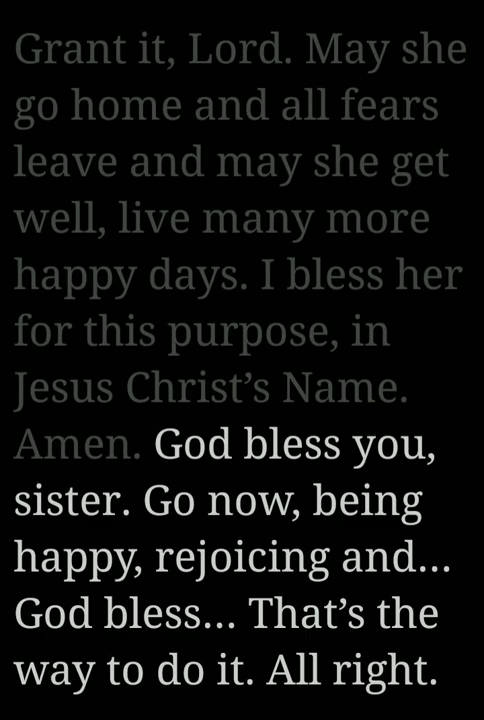 Grant it, Lord. May she
go home and all fears
leave and may she get
well, live many more
happy days. I bless her
for this purpose, in
Jesus Christ’s Name.
Amen. God bless you,
sister. Go now, being
happy, rejoicing and...
God bless... That’s the
way to do it. All right.